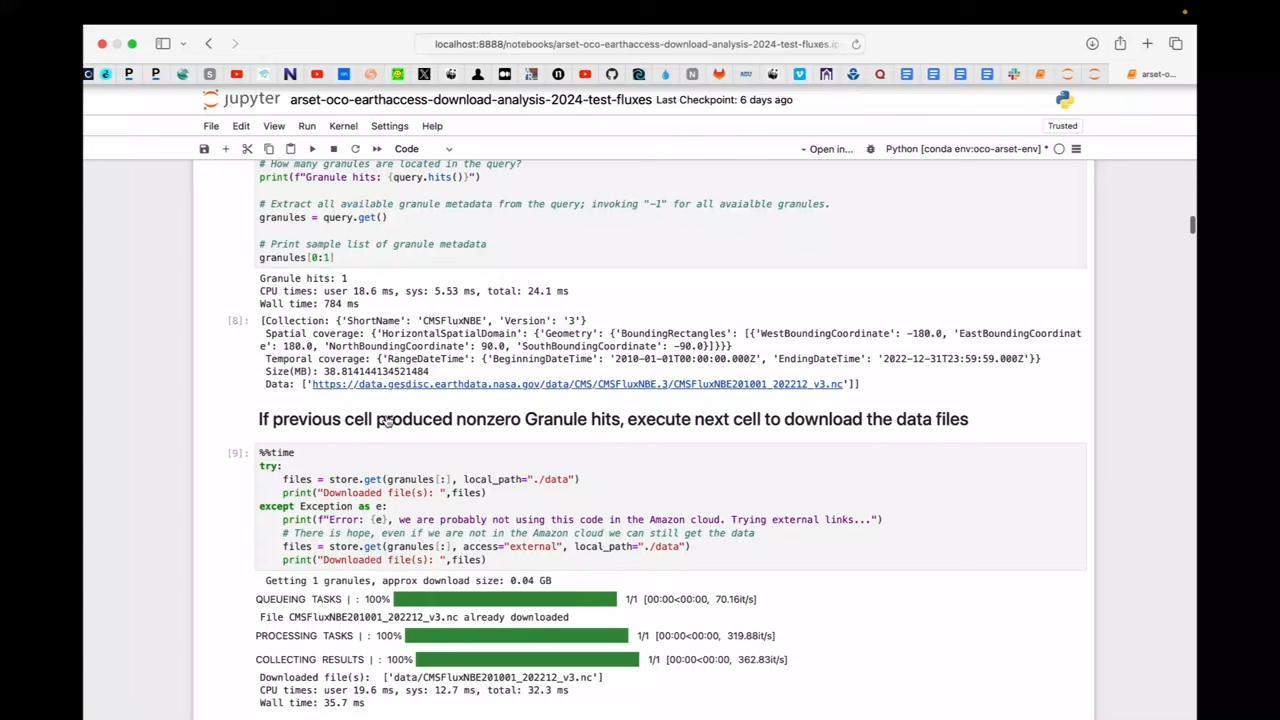 localhost:8888/notebooks/arset-oco-earthaccess-download-analysis-2024-test-fluxes.ip
arset-o...
jupyter arset-oco-earthaccess-download-analysis-2024-test-fluxes Last Checkpoint: 6 days ago
File Edit View Run Kernel Settings Help
Trusted
Code
Open in...
Python [conda env:oco-arset-env] *
# How many granules are located in the query?
print(f"Granule hits: {query.hits()}")
# Extract all available granule metadata from the query; invoking "-1" for all avaialble granules.
granules = query.get()
# Print sample list of granule metadata
granules[0:1]
Granule hits: 1
CPU times: user 18.6 ms, sys: 5.53 ms, total: 24.1 ms
Wall time: 784 ms
[8]: [Collection: {'ShortName': 'CMSFluxNBE', 'Version': '3'}
Spatial coverage: {'HorizontalSpatialDomain': {'Geometry': {'BoundingRectangles': [{'WestBoundingCoordinate': -180.0, 'EastBoundingCoordinat
e': 180.0, 'NorthBoundingCoordinate': 90.0, 'SouthBoundingCoordinate': -90.0}]}}}
Temporal coverage: {'RangeDateTime': {'BeginningDateTime': '2010-01-01T00:00:00.000Z', 'EndingDateTime': '2022-12-31T23:59:59.000Z'}}
Size(MB): 38.814144134521484
Data: ['https://data.gesdisc.earthdata.nasa.gov/data/CMS/CMSFluxNBE.3/CMSFluxNBE201001_202212_v3.nc']]
If previous cell produced nonzero Granule hits, execute next cell to download the data files
[9]: %%time
try:
files = store.get(granules[:], local_path="./data")
print("Downloaded file(s): ",files)
except Exception as e:
print(f"Error: {e}, we are probably not using this code in the Amazon cloud. Trying external links...")
# There is hope, even if we are not in the Amazon cloud we can still get the data
files = store.get(granules[:], access="external", local_path="./data")
print("Downloaded file(s): ",files)
Getting 1 granules, approx download size: 0.04 GB
QUEUEING TASKS | : 100% 1/1 [00:00<00:00, 70.16it/s]
File CMSFluxNBE201001_202212_v3.nc already downloaded
PROCESSING TASKS | : 100% 1/1 [00:00<00:00, 319.88it/s]
COLLECTING RESULTS | : 100% 1/1 [00:00<00:00, 362.83it/s]
Downloaded file(s): ['data/CMSFluxNBE201001_202212_v3.nc']
CPU times: user 19.6 ms, sys: 12.7 ms, total: 32.3 ms
Wall time: 35.7 ms